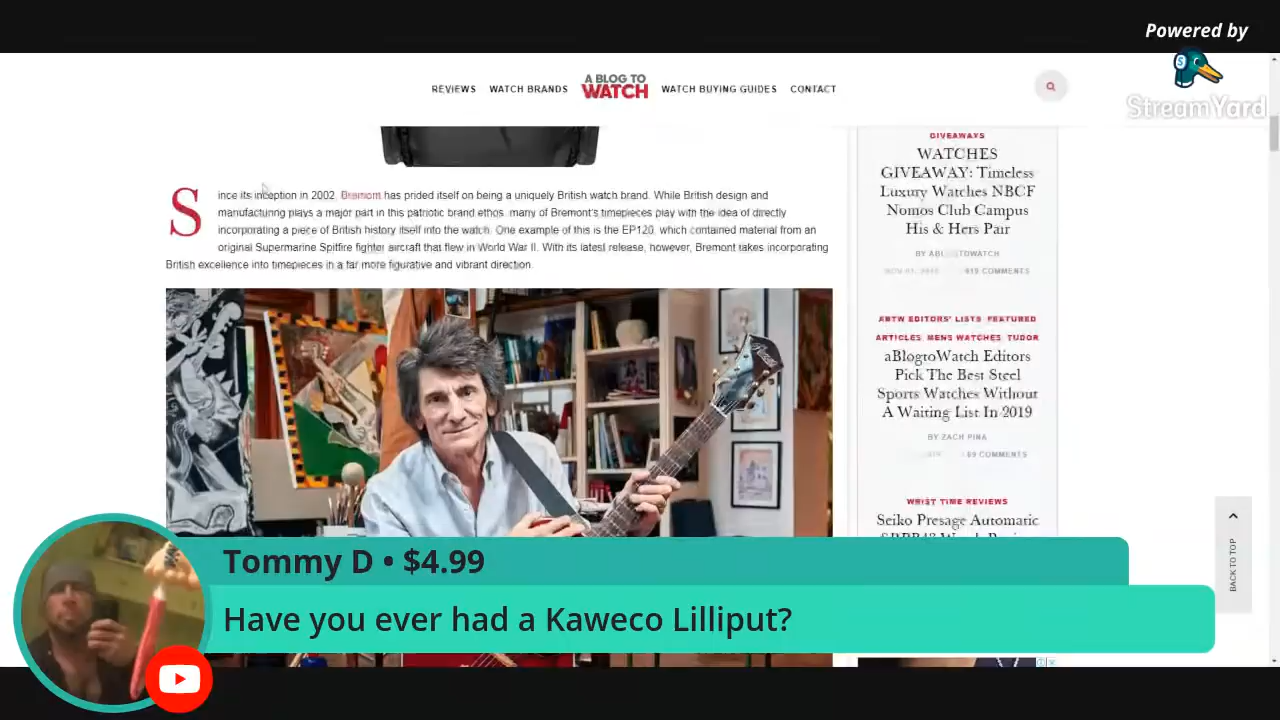 Powered by
StreamYard
REVIEWS WATCH BRANDS A BLOG TO WATCH WATCH BUYING GUIDES CONTACT
Since its inception in 2002, Bremont has prided itself on being a uniquely British watch brand. While British design and
manufacturing plays a major part in this patriotic brand ethos, many of Bremont's timepieces play with the idea of directly
incorporating a piece of British history itself into the watch. One example of this is the EP120, which contained material from an
original Supermarine Spitfire fighter aircraft that flew in World War II. With its latest release, however, Bremont takes incorporating
British excellence into timepieces in a far more figurative and vibrant direction.
GIVEAWAYS
WATCHES
GIVEAWAY: Timeless
Luxury Watches NBCF
Nomos Club Campus
His & Hers Pair
BY ABLOGTOWATCH
819 COMMENTS
ABTW EDITORS' LISTS FEATURED
ARTICLES MENS WATCHES TUDOR
aBlogtoWatch Editors
Pick The Best Steel
Sports Watches Without
A Waiting List In 2019
BY ZACH PINA
69 COMMENTS
WRIST TIME REVIEWS
Seiko Presage Automatic
BACK TO TOP
Tommy D • $4.99
Have you ever had a Kaweco Lilliput?